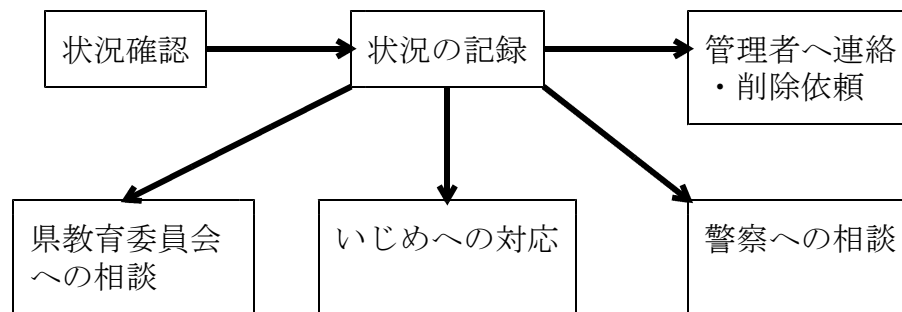 状況確認
状況の記録
管理者へ連絡
・削除依頼
県教育委員会
への相談
いじめへの対応
警察への相談